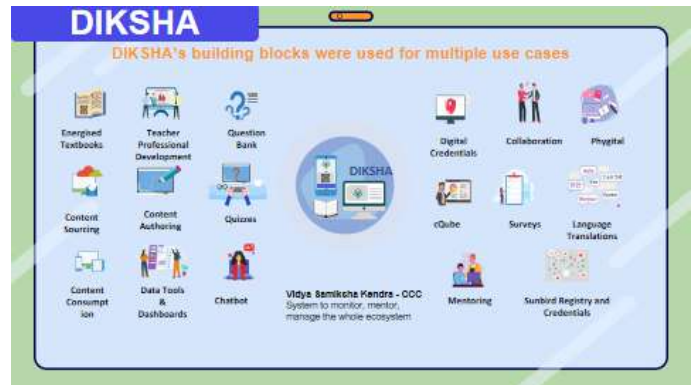 DIKSHA
DIKSHA's building blocks were used for multiple use cases
Energised
Textbooks
Teacher
Professional
Development
Question
Bank
Digital
Credentials
Collaboration
Phygital
DIKSHA
Content
Sourcing
Content
Authoring
Quizzes
cQube
Surveys
Language
Translations
Content
Consumpt
ion
Data Tools
&
Dashboards
Chatbot
Vidya Samiksha Kendra - CCC
System to monitor, mentor,
manage the whole ecosystem
Mentoring
Sunbird Registry and
Credentials